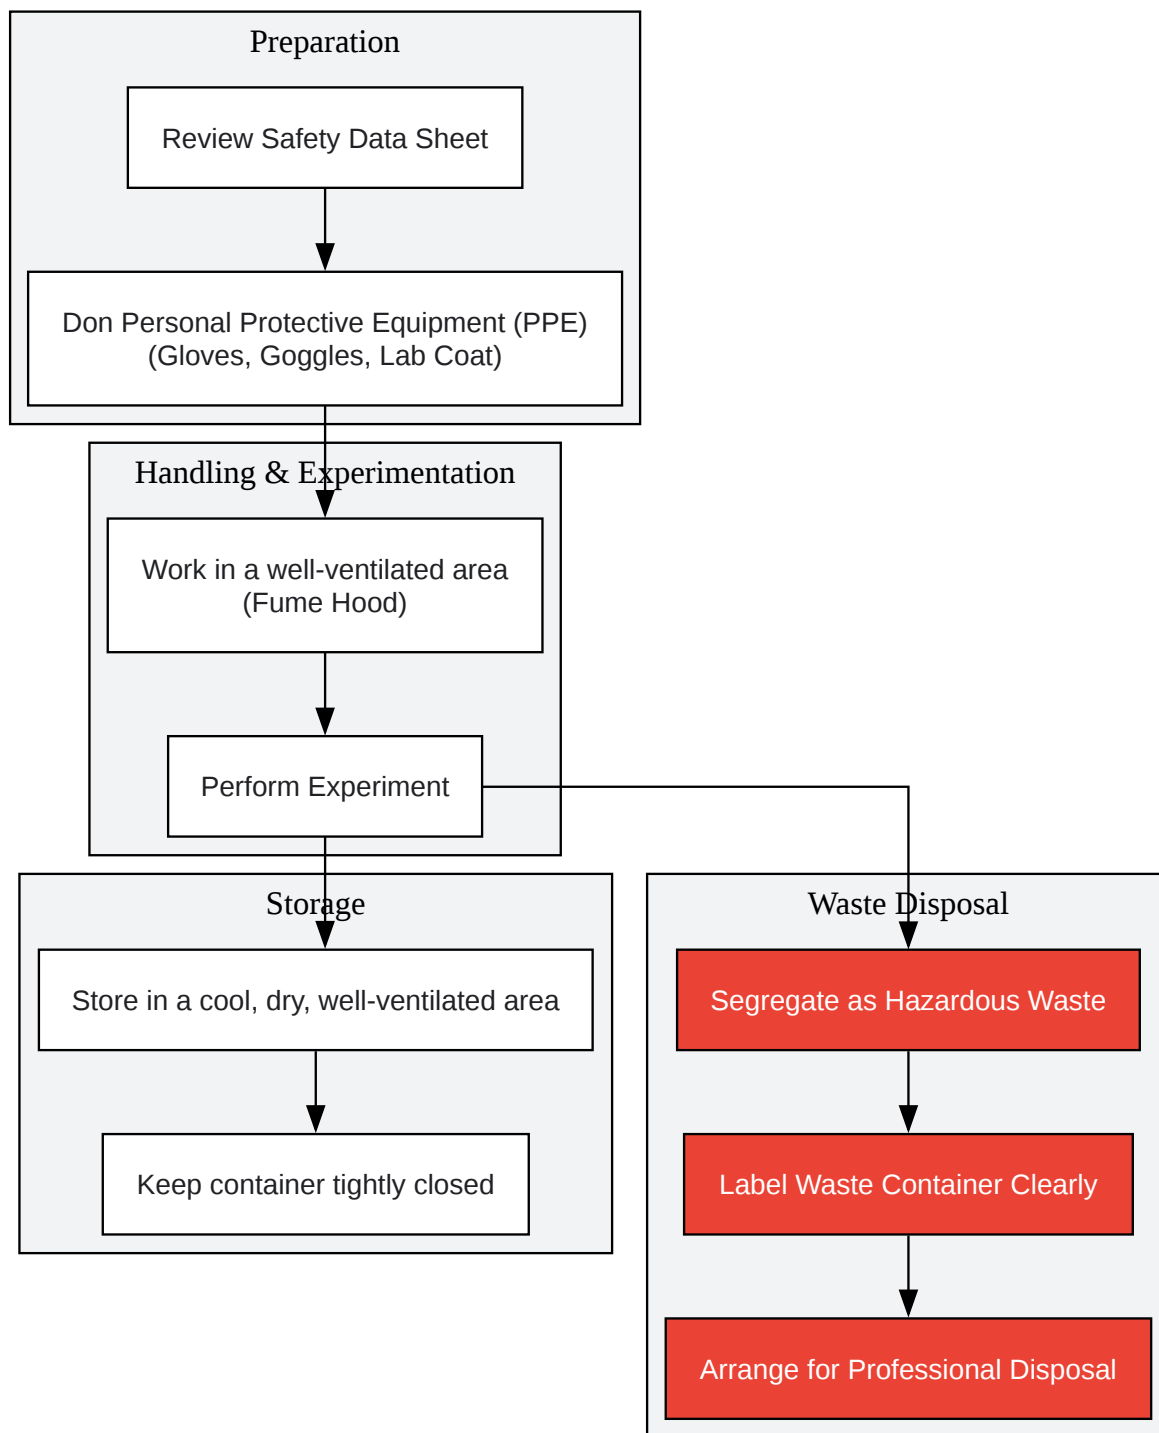 Preparation
Review Safety Data Sheet
Don Personal Protective Equipment (PPE)
(Gloves, Goggles, Lab Coat)
Handling & Experimentation
Work in a well-ventilated area
(Fume Hood)
Perform Experiment
Storage
Store in a cool, dry, well-ventilated area
Keep container tightly closed
Waste Disposal
Segregate as Hazardous Waste
Label Waste Container Clearly
Arrange for Professional Disposal